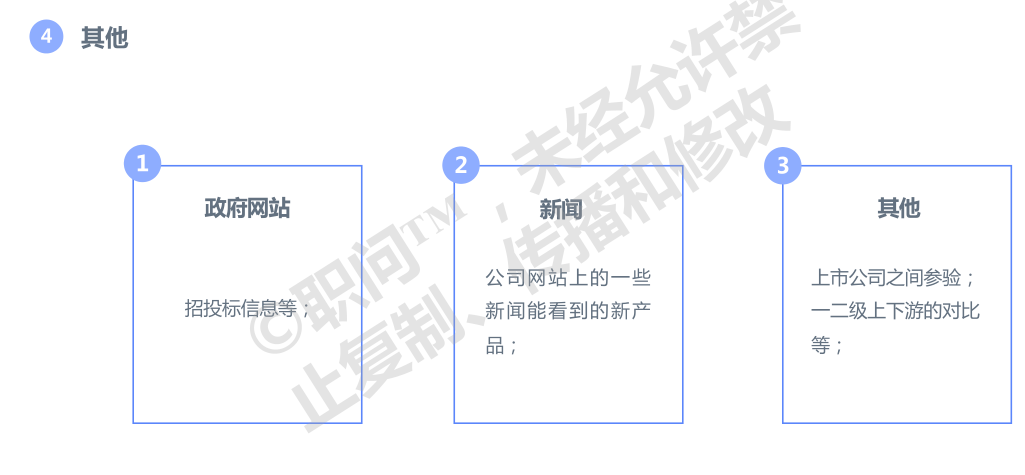 4 其他
1
政府网站
招投标信息等；
2
新闻
公司网站上的一些
新闻能看到的新产
品；
3
其他
上市公司之间参验；
一二级上下游的对比
等；
©职问TM，未经允许禁
止复制、传播和修改